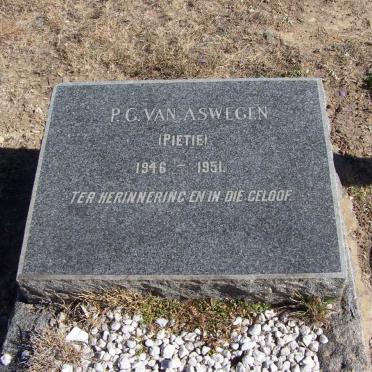 P.G. VAN ASWEGEN
(PIETIE)
1946 - 1951.
TER HERINNERING EN IN DIE GELOOF.